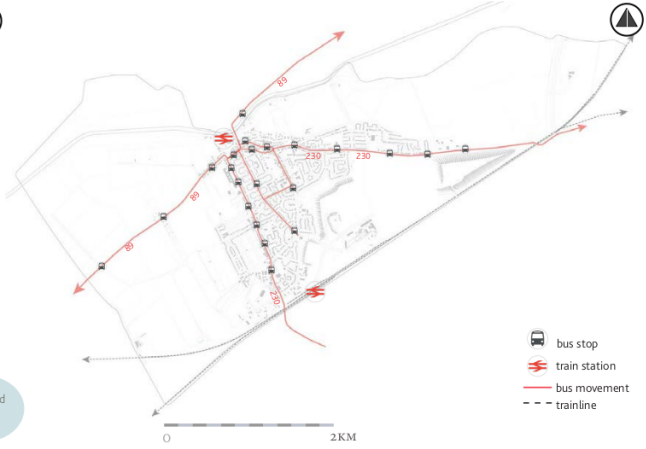 89
230
230
89
89
230
d
bus stop
train station
bus movement
trainline
0
2KM